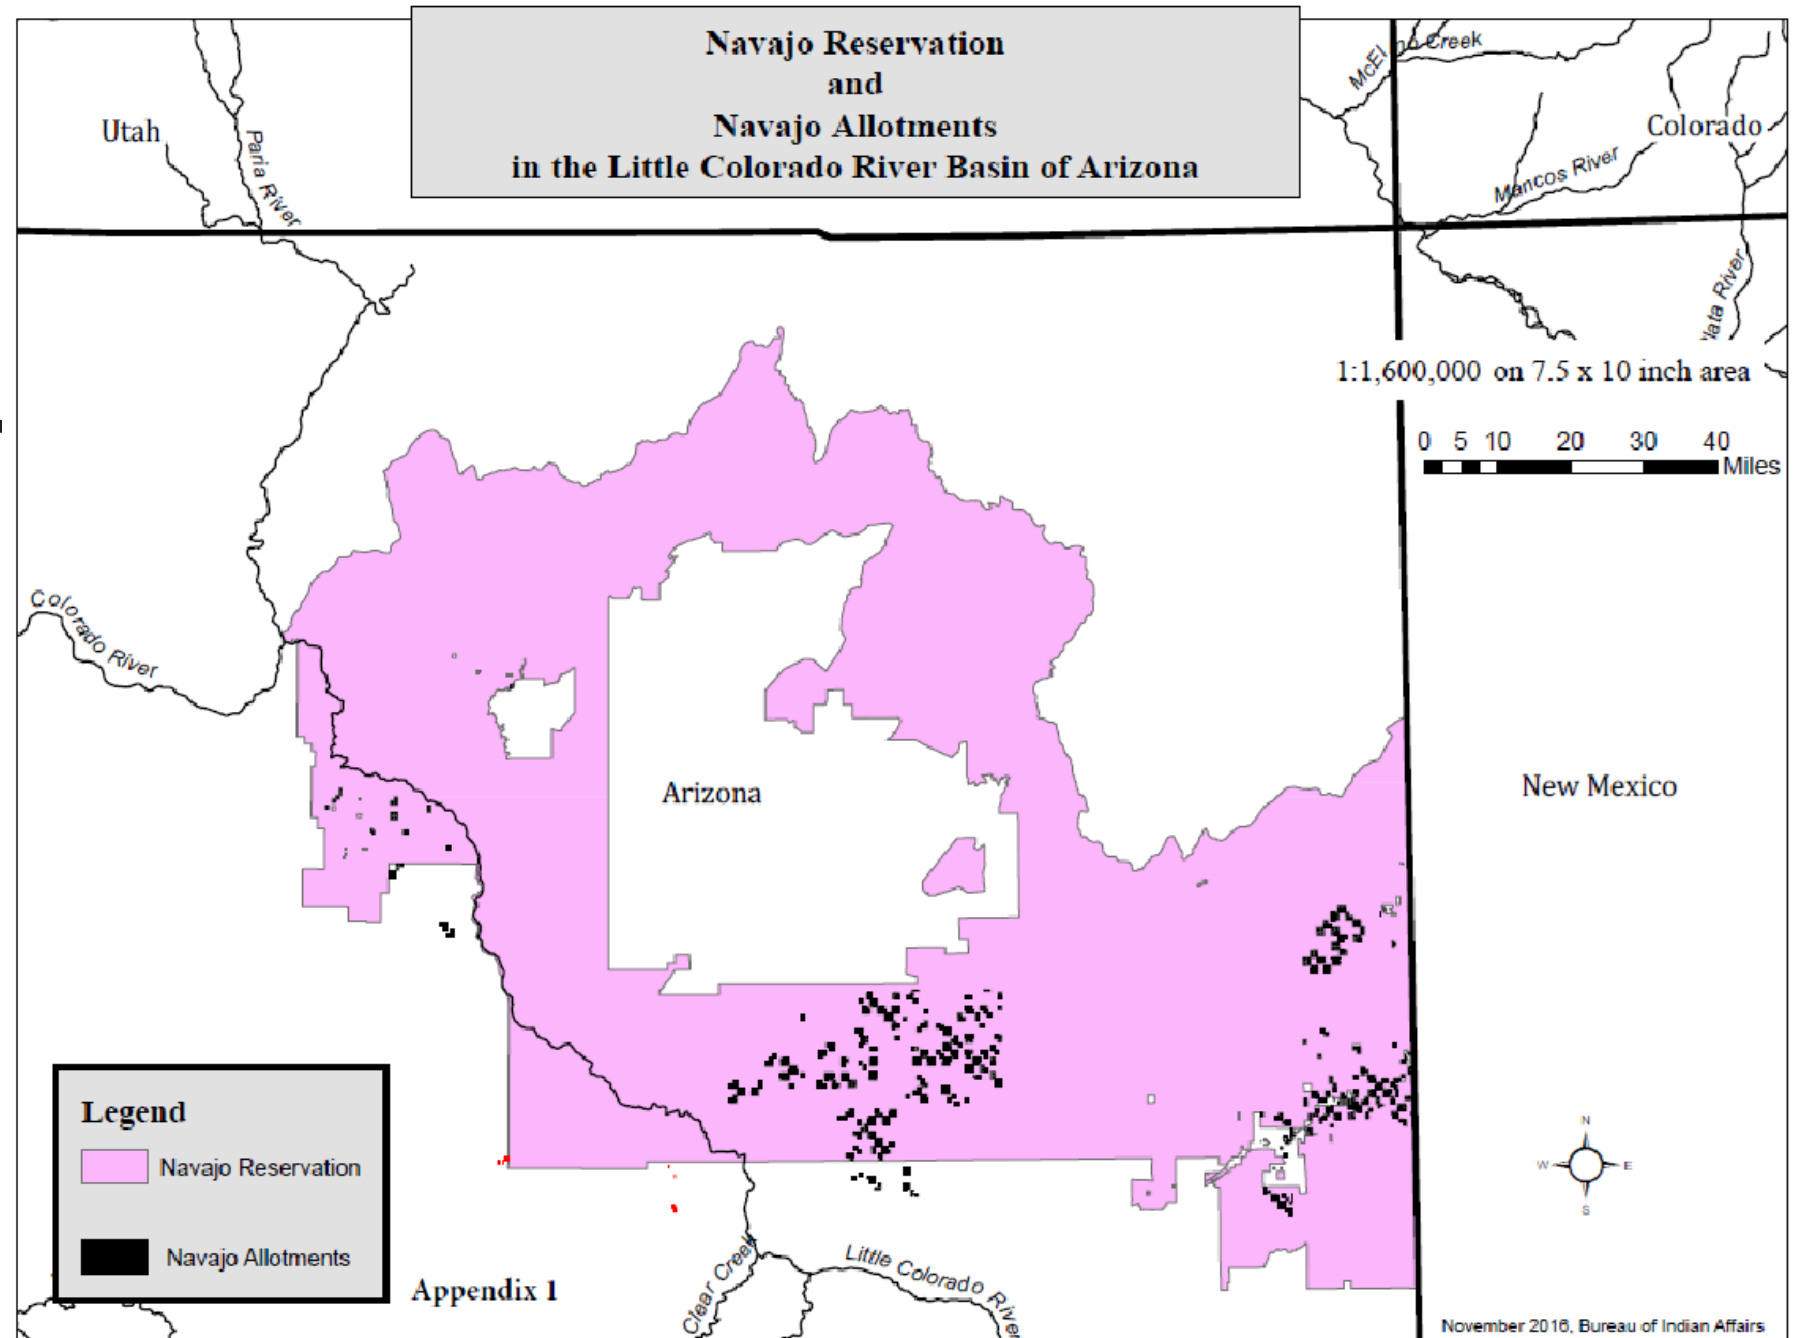 Navajo Reservation
and
Navajo Allotments
in the Little Colorado River Basin of Arizona
Utah
Paria River
Creek
Colorado
Mancos River
River
1:1,600,000 on 7.5 x 10 inch area
0 5 10 20 30 40
Miles
Colorado River
Arizona
New Mexico
Legend
Navajo Reservation
Navajo Allotments
N
W E
S
Appendix 1
Clear Creek
Little Colorado River
November 2016, Bureau of Indian Affairs